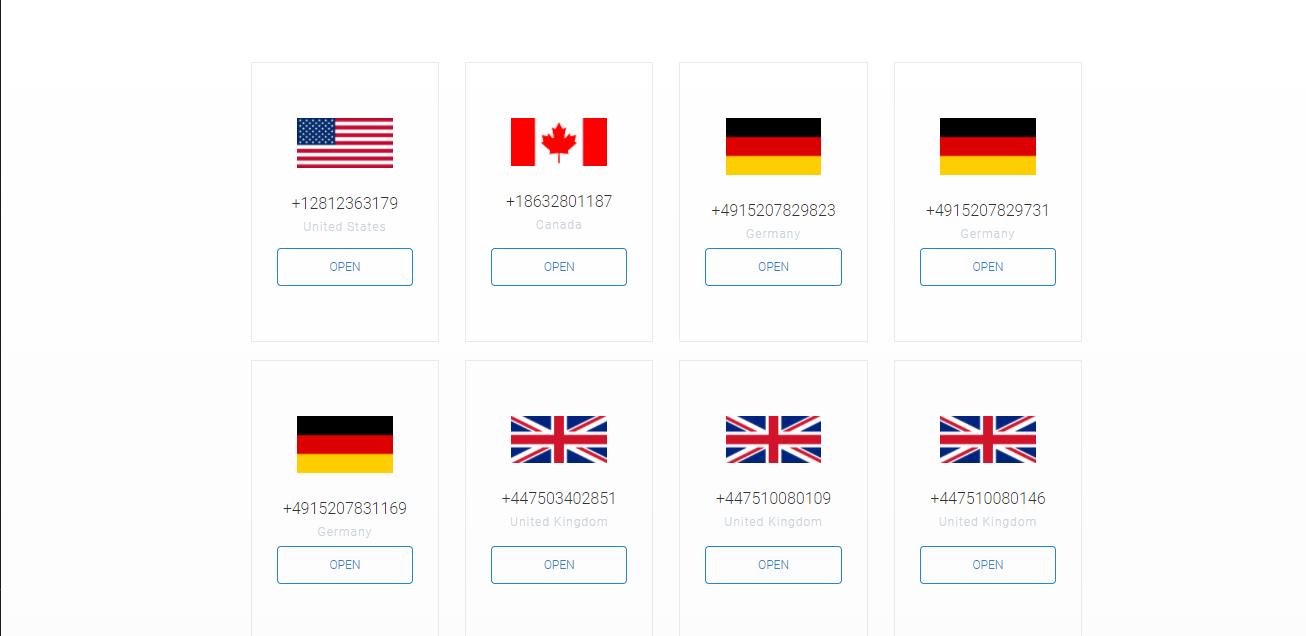 +12812363179
United States
OPEN
+18632801187
Canada
OPEN
+4915207829823
Germany
OPEN
+4915207829731
Germany
OPEN
+4915207831169
Germany
OPEN
+447503402851
United Kingdom
OPEN
+447510080109
United Kingdom
OPEN
+447510080146
United Kingdom
OPEN